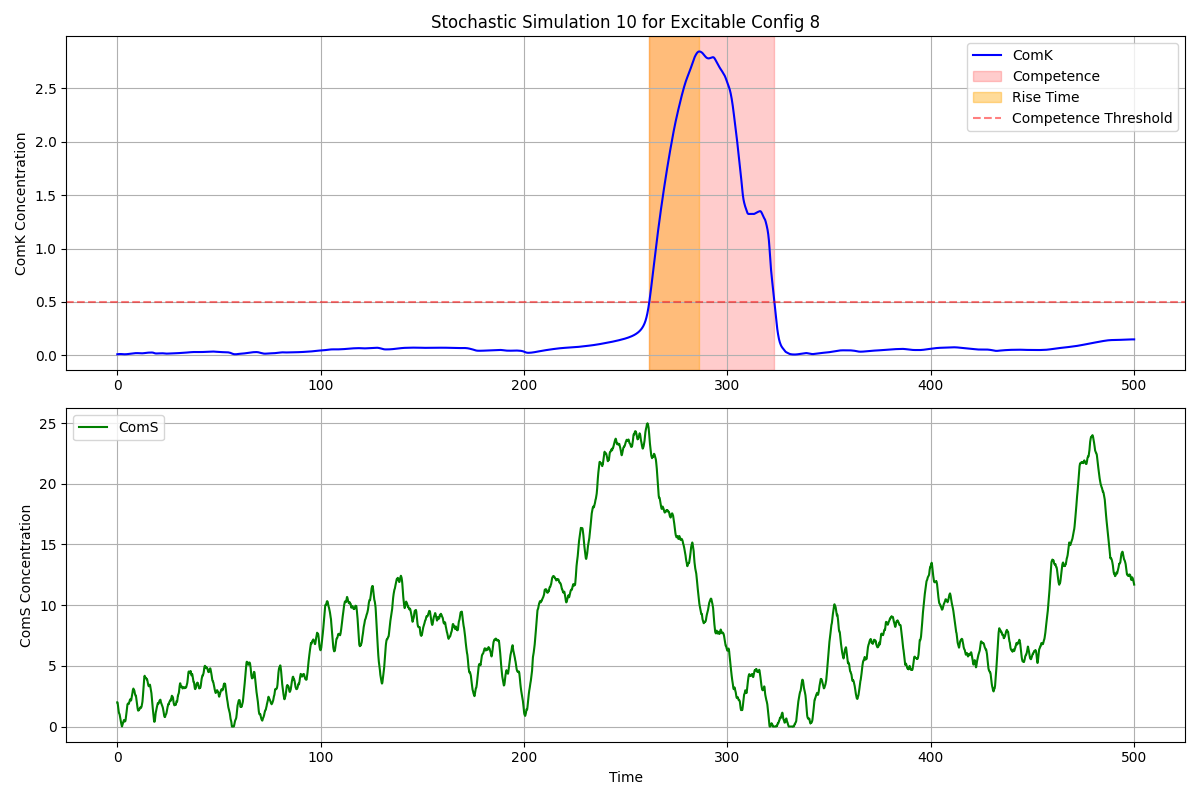 Stochastic Simulation 10 for Excitable Config 8
ComK Concentration
2.5
2.0
1.5
1.0
0.5
0.0
ComK
Competence
Rise Time
Competence Threshold
0 100 200 300 400 500
ComS Concentration
25
20
15
10
5
0
ComS
0 100 200 300 400 500
Time